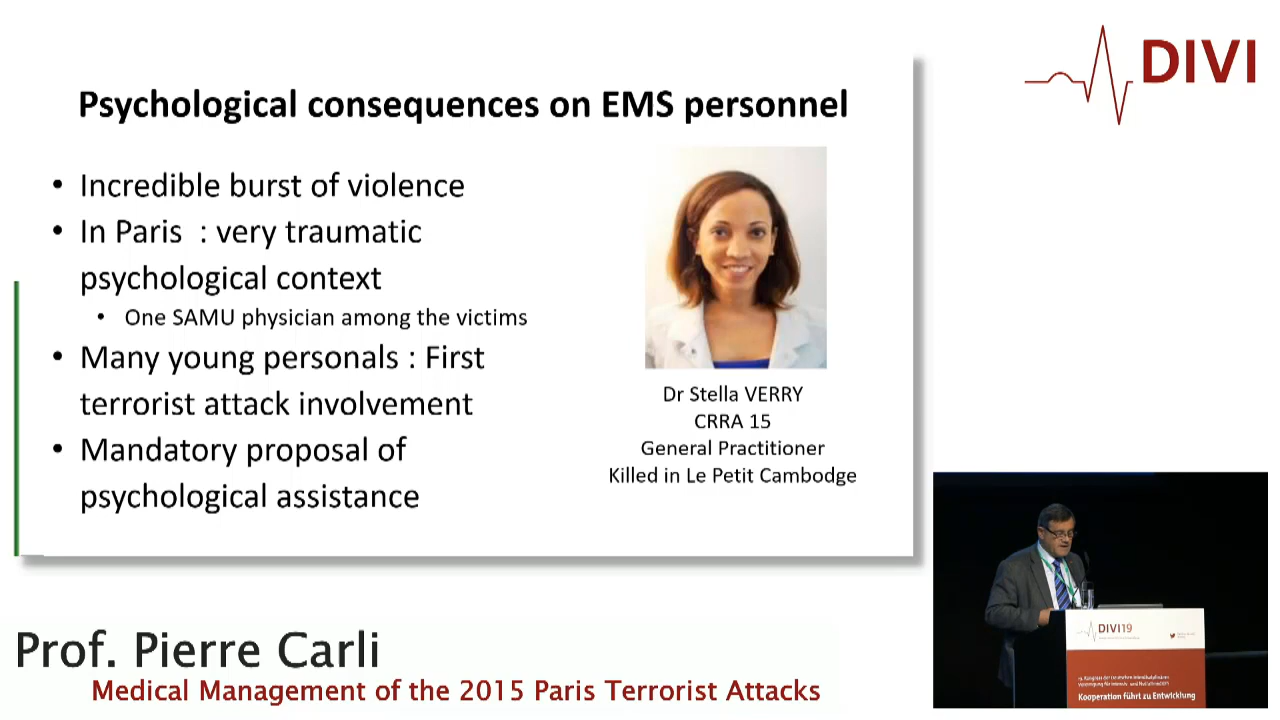 DIVI
Psychological consequences on EMS personnel
• Incredible burst of violence
• In Paris : very traumatic
psychological context
• One SAMU physician among the victims
• Many young personals : First
terrorist attack involvement
• Mandatory proposal of
psychological assistance
Dr Stella VERRY
CRRA 15
General Practitioner
Killed in Le Petit Cambodge
DIVI19
Kooperation führt zu Entwicklung
Prof. Pierre Carli
Medical Management of the 2015 Paris Terrorist Attacks